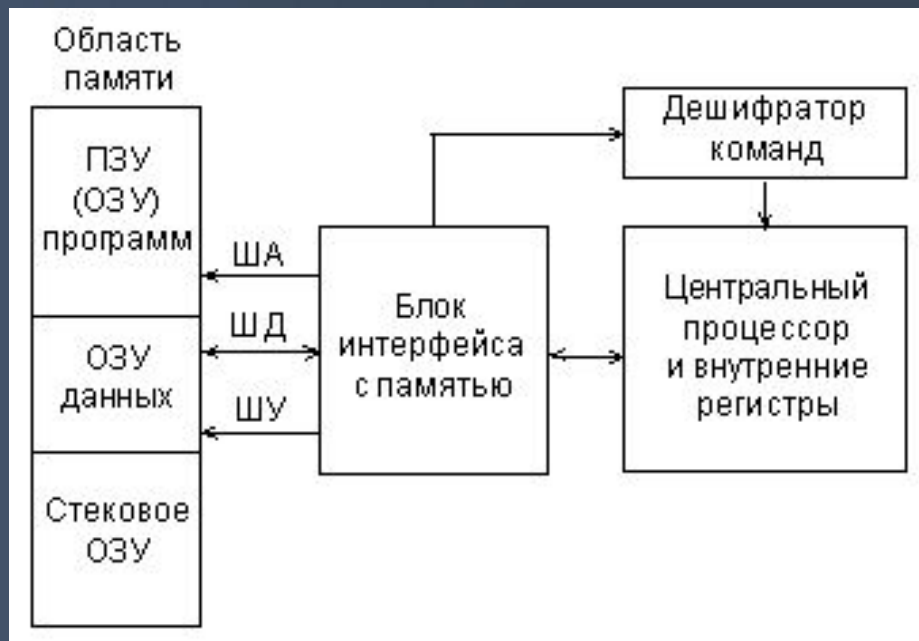 Область
памяти
ПЗУ
(ОЗУ)
программ
ОЗУ
данных
Стековое
ОЗУ
ША
ШД
ШУ
Блок
интерфейса
с памятью
Дешифратор
команд
Центральный
процессор
и внутренние
регистры